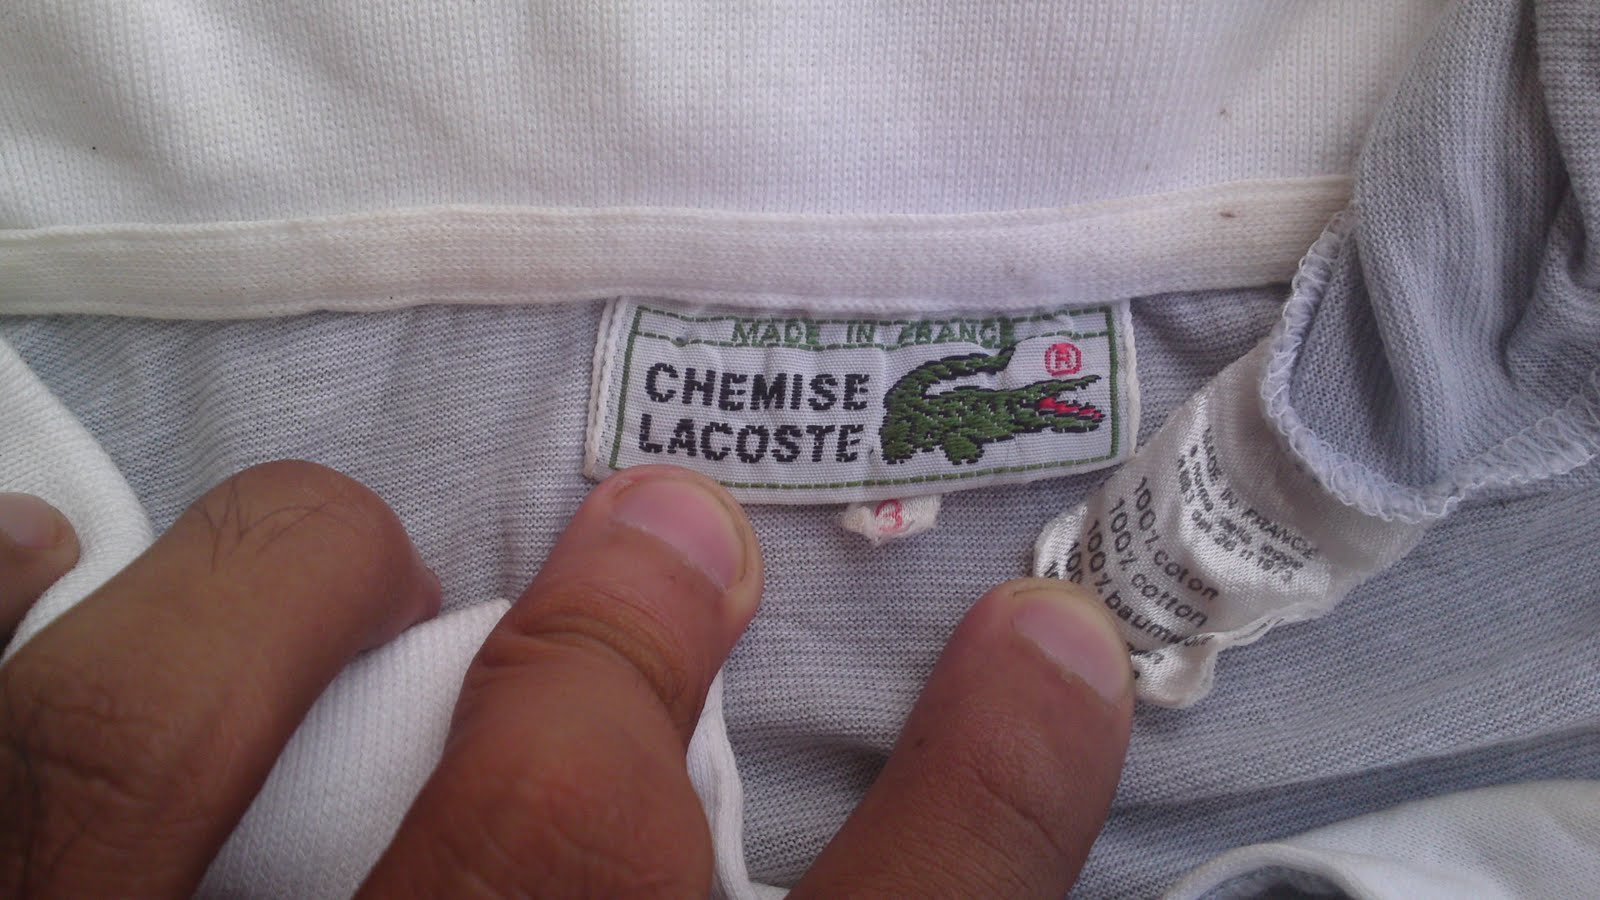 MADE IN FRANCE
CHEMISE
LACOSTE
®
3
MADE IN FRANCE
100% coton
100% cotton
100% baumwolle